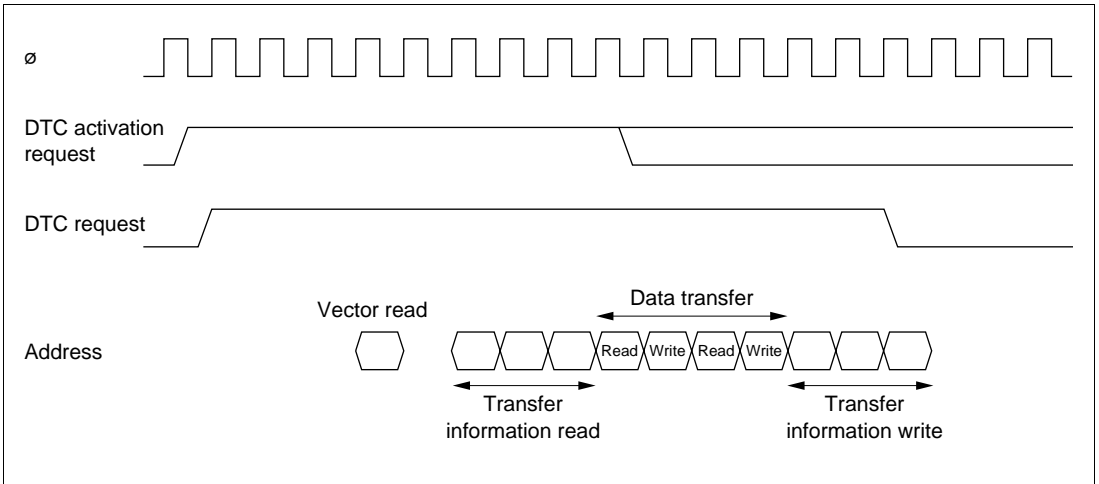 ø
DTC activation
request
DTC request
Data transfer
Vector read
Address
Read Write Read Write
Transfer
information read
Transfer
information write